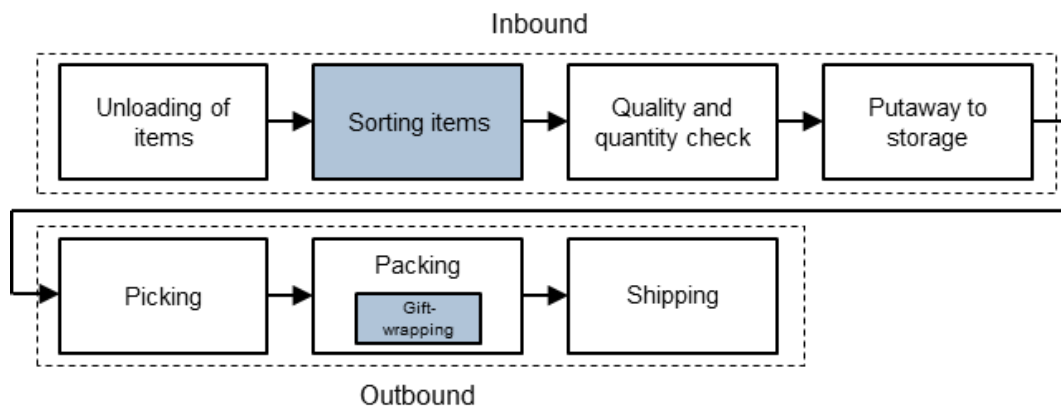 Inbound
Unloading of
items
Sorting items
Quality and
quantity check
Putaway to
storage
Picking
Packing
Gift-
wrapping
Shipping
Outbound